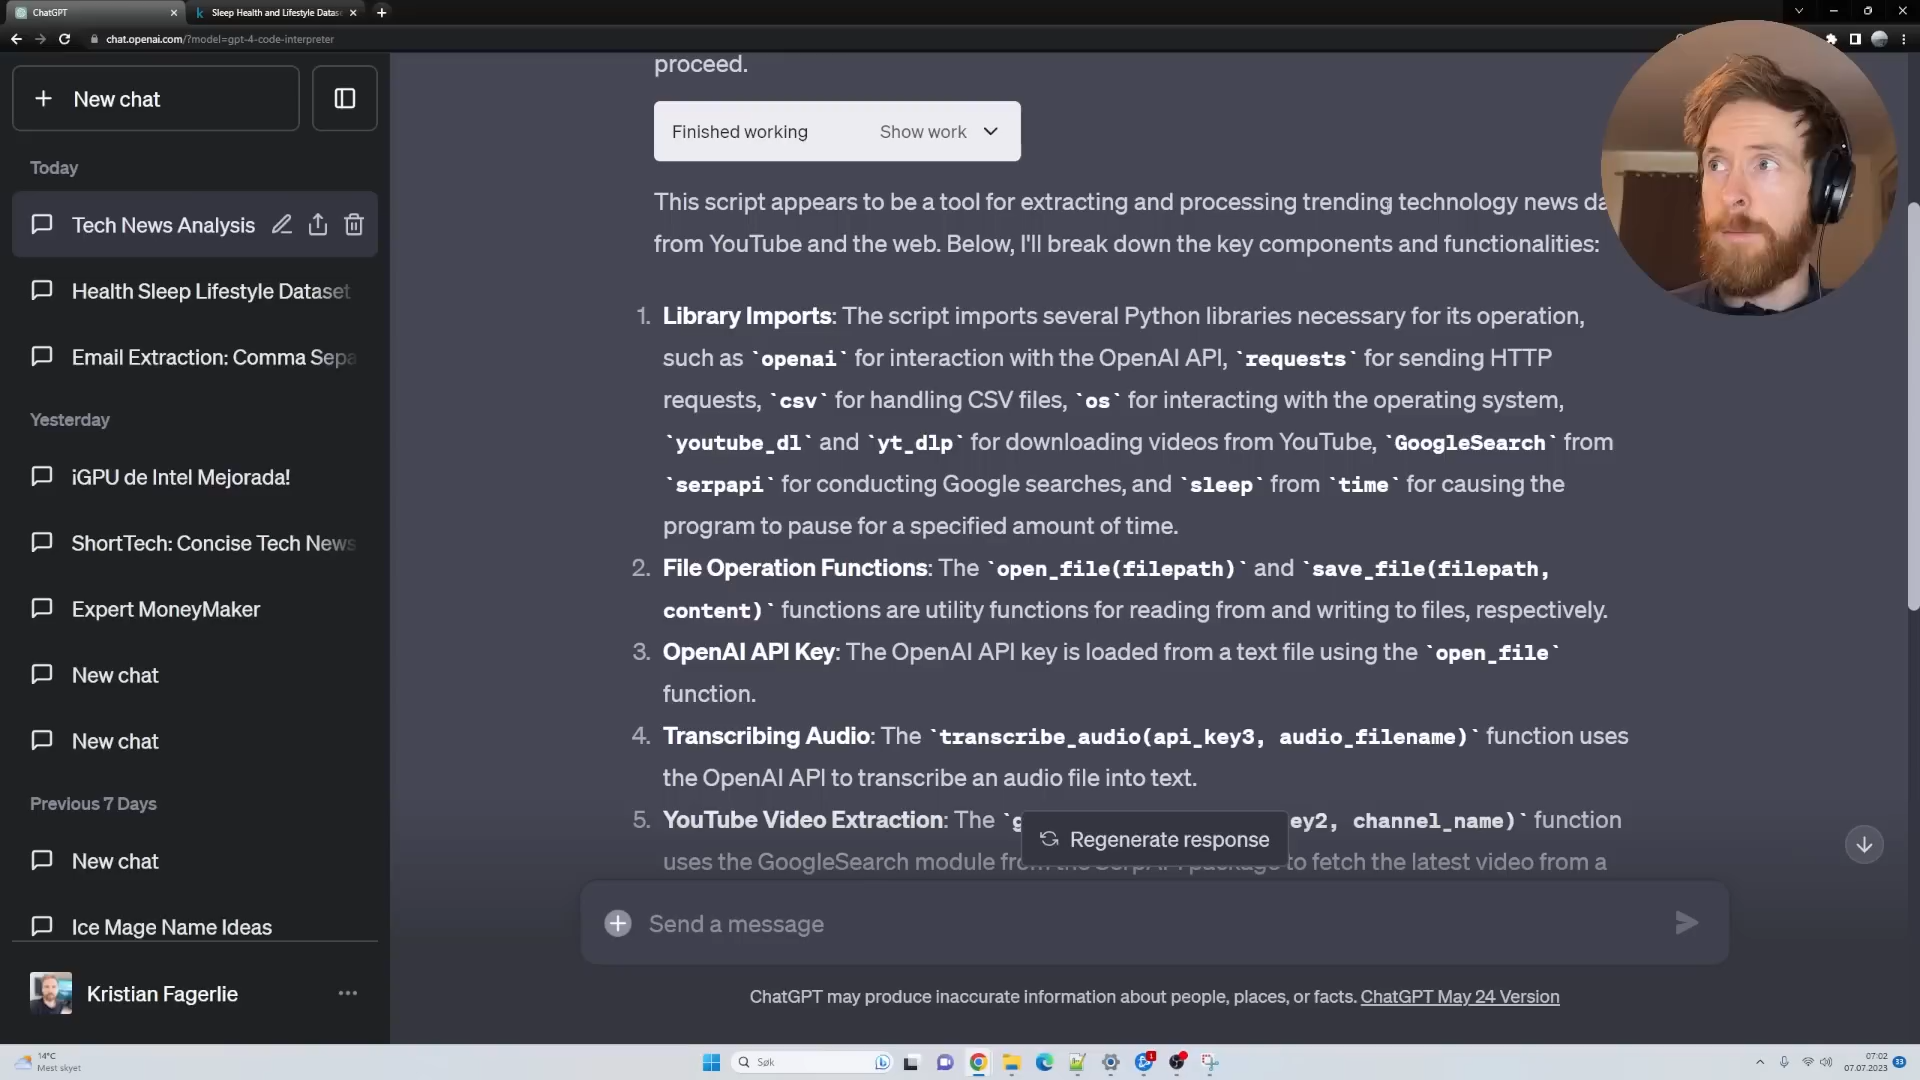 ChatGPT
Sleep Health and Lifestyle Datase
chat.openai.com/?model=gpt-4-code-interpreter
New chat
Today
Tech News Analysis
Health Sleep Lifestyle Dataset
Email Extraction: Comma Sepa
Yesterday
¡GPU de Intel Mejorada!
ShortTech: Concise Tech News
Expert MoneyMaker
New chat
New chat
Previous 7 Days
New chat
Ice Mage Name Ideas
Kristian Fagerlie
proceed.
Finished working Show work
This script appears to be a tool for extracting and processing trending technology news da
from YouTube and the web. Below, I'll break down the key components and functionalities:
1. Library Imports: The script imports several Python libraries necessary for its operation,
such as `openai` for interaction with the OpenAI API, `requests` for sending HTTP
requests, `csv` for handling CSV files, `os` for interacting with the operating system,
`youtube_dl` and `yt_dlp` for downloading videos from YouTube, `GoogleSearch` from
`serpapi` for conducting Google searches, and `sleep` from `time` for causing the
program to pause for a specified amount of time.
2. File Operation Functions: The `open_file(filepath)` and `save_file(filepath,
content)` functions are utility functions for reading from and writing to files, respectively.
3. OpenAI API Key: The OpenAI API key is loaded from a text file using the `open_file`
function.
4. Transcribing Audio: The `transcribe_audio(api_key3, audio_filename)` function uses
the OpenAI API to transcribe an audio file into text.
5. YouTube Video Extraction: The `g ey2, channel_name)` function
uses the GoogleSearch module from the SerpAPI package to fetch the latest video from a
Regenerate response
Send a message
ChatGPT may produce inaccurate information about people, places, or facts. ChatGPT May 24 Version
14°C
Mest skyet
Søk
1
07:02
07.07.2023
33